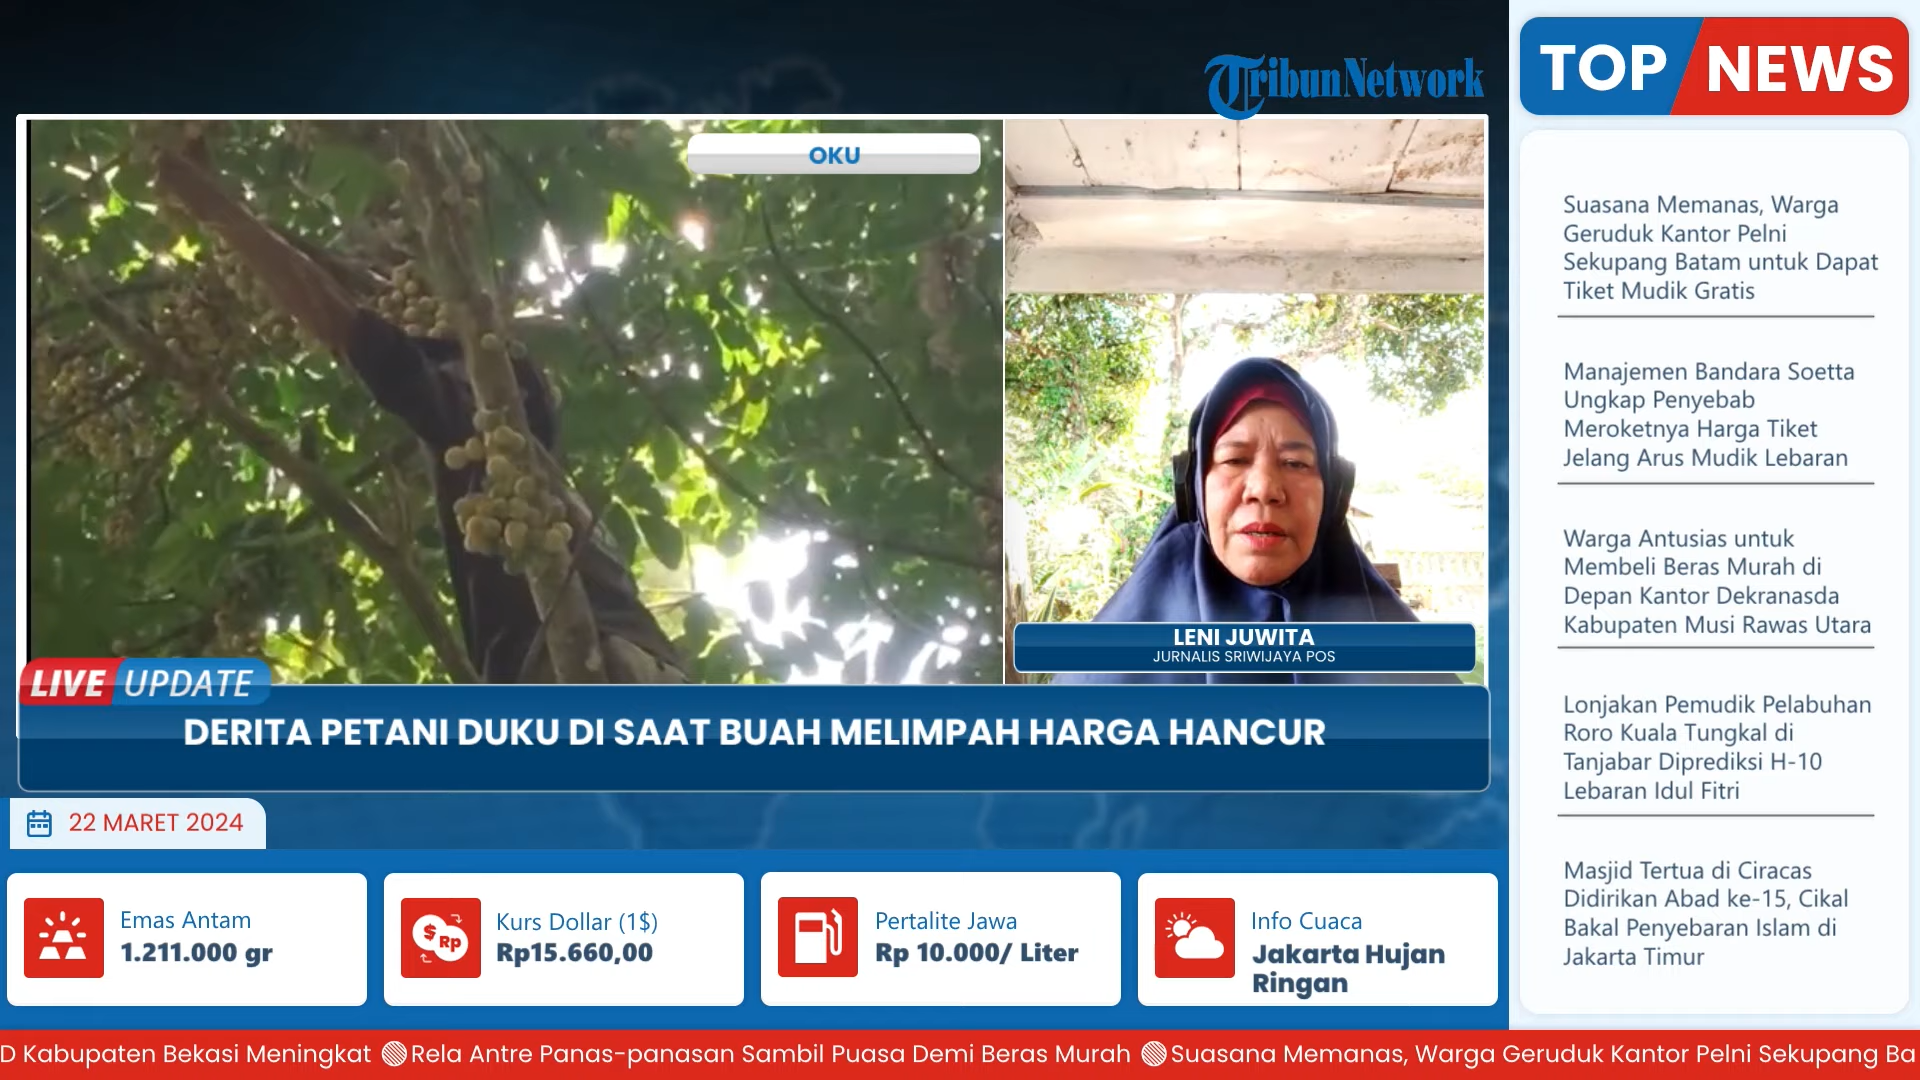 TribunNetwork
OKU
LENI JUWITA
JURNALIS SRIWIJAYA POS
LIVE UPDATE
DERITA PETANI DUKU DI SAAT BUAH MELIMPAH HARGA HANCUR
22 MARET 2024
Emas Antam
1.211.000 gr
$ Rp
Kurs Dollar (1$)
Rp15.660,00
Pertalite Jawa
Rp 10.000/ Liter
Info Cuaca
Jakarta Hujan
Ringan
TOP NEWS
Suasana Memanas, Warga
Geruduk Kantor Pelni
Sekupang Batam untuk Dapat
Tiket Mudik Gratis
Manajemen Bandara Soetta
Ungkap Penyebab
Meroketnya Harga Tiket
Jelang Arus Mudik Lebaran
Warga Antusias untuk
Membeli Beras Murah di
Depan Kantor Dekranasda
Kabupaten Musi Rawas Utara
Lonjakan Pemudik Pelabuhan
Roro Kuala Tungkal di
Tanjabar Diprediksi H-10
Lebaran Idul Fitri
Masjid Tertua di Ciracas
Didirikan Abad ke-15, Cikal
Bakal Penyebaran Islam di
Jakarta Timur
D Kabupaten Bekasi Meningkat Rela Antre Panas-panasan Sambil Puasa Demi Beras Murah Suasana Memanas, Warga Geruduk Kantor Pelni Sekupang Ba